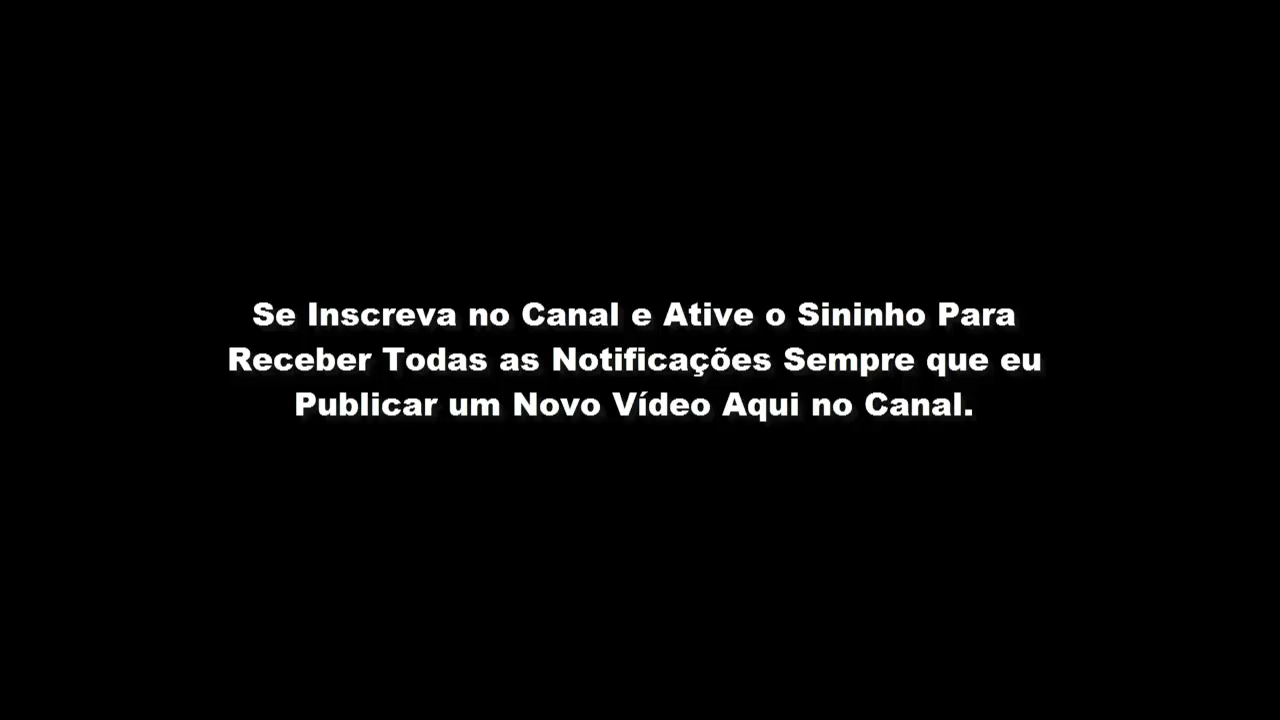 Se Inscreva no Canal e Ative o Sininho Para
Receber Todas as Notificações Sempre que eu
Publicar um Novo Vídeo Aqui no Canal.